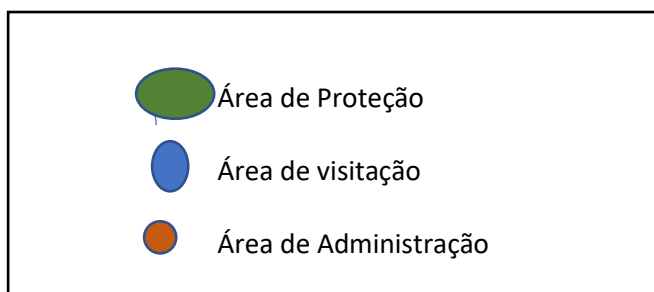 Área de Proteção
Área de visitação
Área de Administração